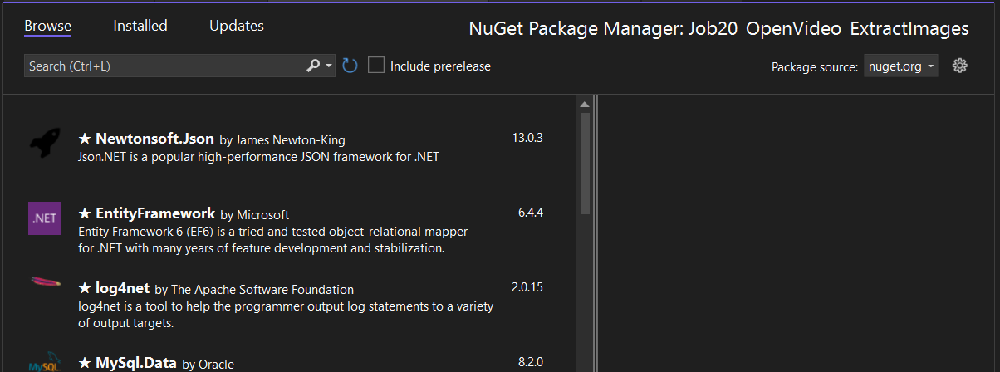 Browse Installed Updates NuGet Package Manager: Job20_OpenVideo_ExtractImages
Search (Ctrl+L) Include prerelease Package source: nuget.org
★ Newtonsoft.Json by James Newton-King 13.0.3
Json.NET is a popular high-performance JSON framework for .NET
.NET ★ EntityFramework by Microsoft 6.4.4
Entity Framework 6 (EF6) is a tried and tested object-relational mapper
for .NET with many years of feature development and stabilization.
★ log4net by The Apache Software Foundation 2.0.15
log4net is a tool to help the programmer output log statements to a variety
of output targets.
MySQL ★ MySql.Data by Oracle 8.2.0